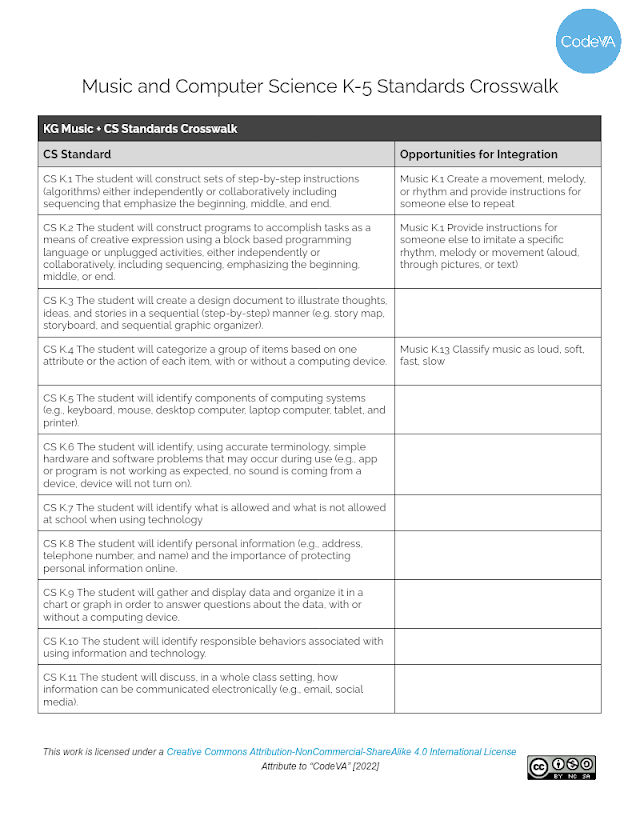 CodeVA
Music and Computer Science K-5 Standards Crosswalk
KG Music + CS Standards Crosswalk
CS Standard
Opportunities for Integration
CS K.1 The student will construct sets of step-by-step instructions
(algorithms) either independently or collaboratively including
sequencing that emphasize the beginning, middle, and end.
Music K.1 Create a movement, melody,
or rhythm and provide instructions for
someone else to repeat
CS K.2 The student will construct programs to accomplish tasks as a
means of creative expression using a block based programming
language or unplugged activities, either independently or
collaboratively, including sequencing, emphasizing the beginning,
middle, or end.
Music K.1 Provide instructions for
someone else to imitate a specific
rhythm, melody or movement (aloud,
through pictures, or text)
CS K.3 The student will create a design document to illustrate thoughts,
ideas, and stories in a sequential (step-by-step) manner (e.g. story map,
storyboard, and sequential graphic organizer).
CS K.4 The student will categorize a group of items based on one
attribute or the action of each item, with or without a computing device.
Music K.13 Classify music as loud, soft,
fast, slow
CS K.5 The student will identify components of computing systems
(e.g., keyboard, mouse, desktop computer, laptop computer, tablet, and
printer).
CS K.6 The student will identify, using accurate terminology, simple
hardware and software problems that may occur during use (e.g., app
or program is not working as expected, no sound is coming from a
device, device will not turn on).
CS K.7 The student will identify what is allowed and what is not allowed
at school when using technology
CS K.8 The student will identify personal information (e.g., address,
telephone number, and name) and the importance of protecting
personal information online.
CS K.9 The student will gather and display data and organize it in a
chart or graph in order to answer questions about the data, with or
without a computing device.
CS K.10 The student will identify responsible behaviors associated with
using information and technology.
CS K.11 The student will discuss, in a whole class setting, how
information can be communicated electronically (e.g., email, social
media).
This work is licensed under a Creative Commons Attribution-NonCommercial-ShareAlike 4.0 International License
Attribute to "CodeVA" [2022]
cc
BY NC SA